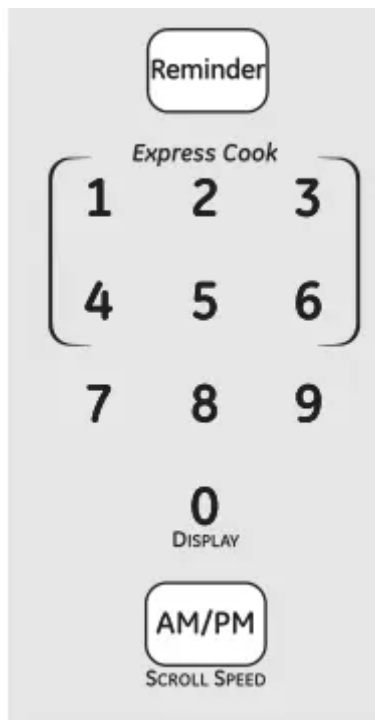 Reminder
Express Cook
1 2 3
4 5 6
7 8 9
0
DISPLAY
AM/PM
SCROLL SPEED